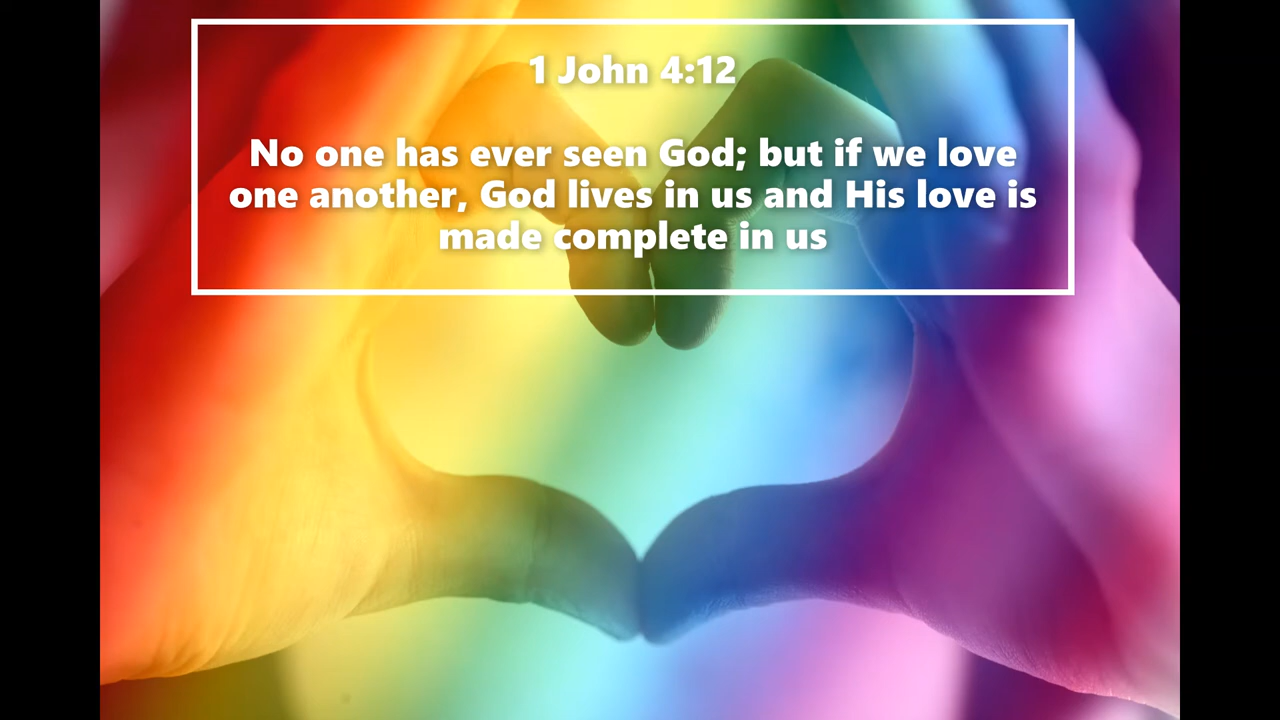 1 John 4:12
No one has ever seen God; but if we love
one another, God lives in us and His love is
made complete in us